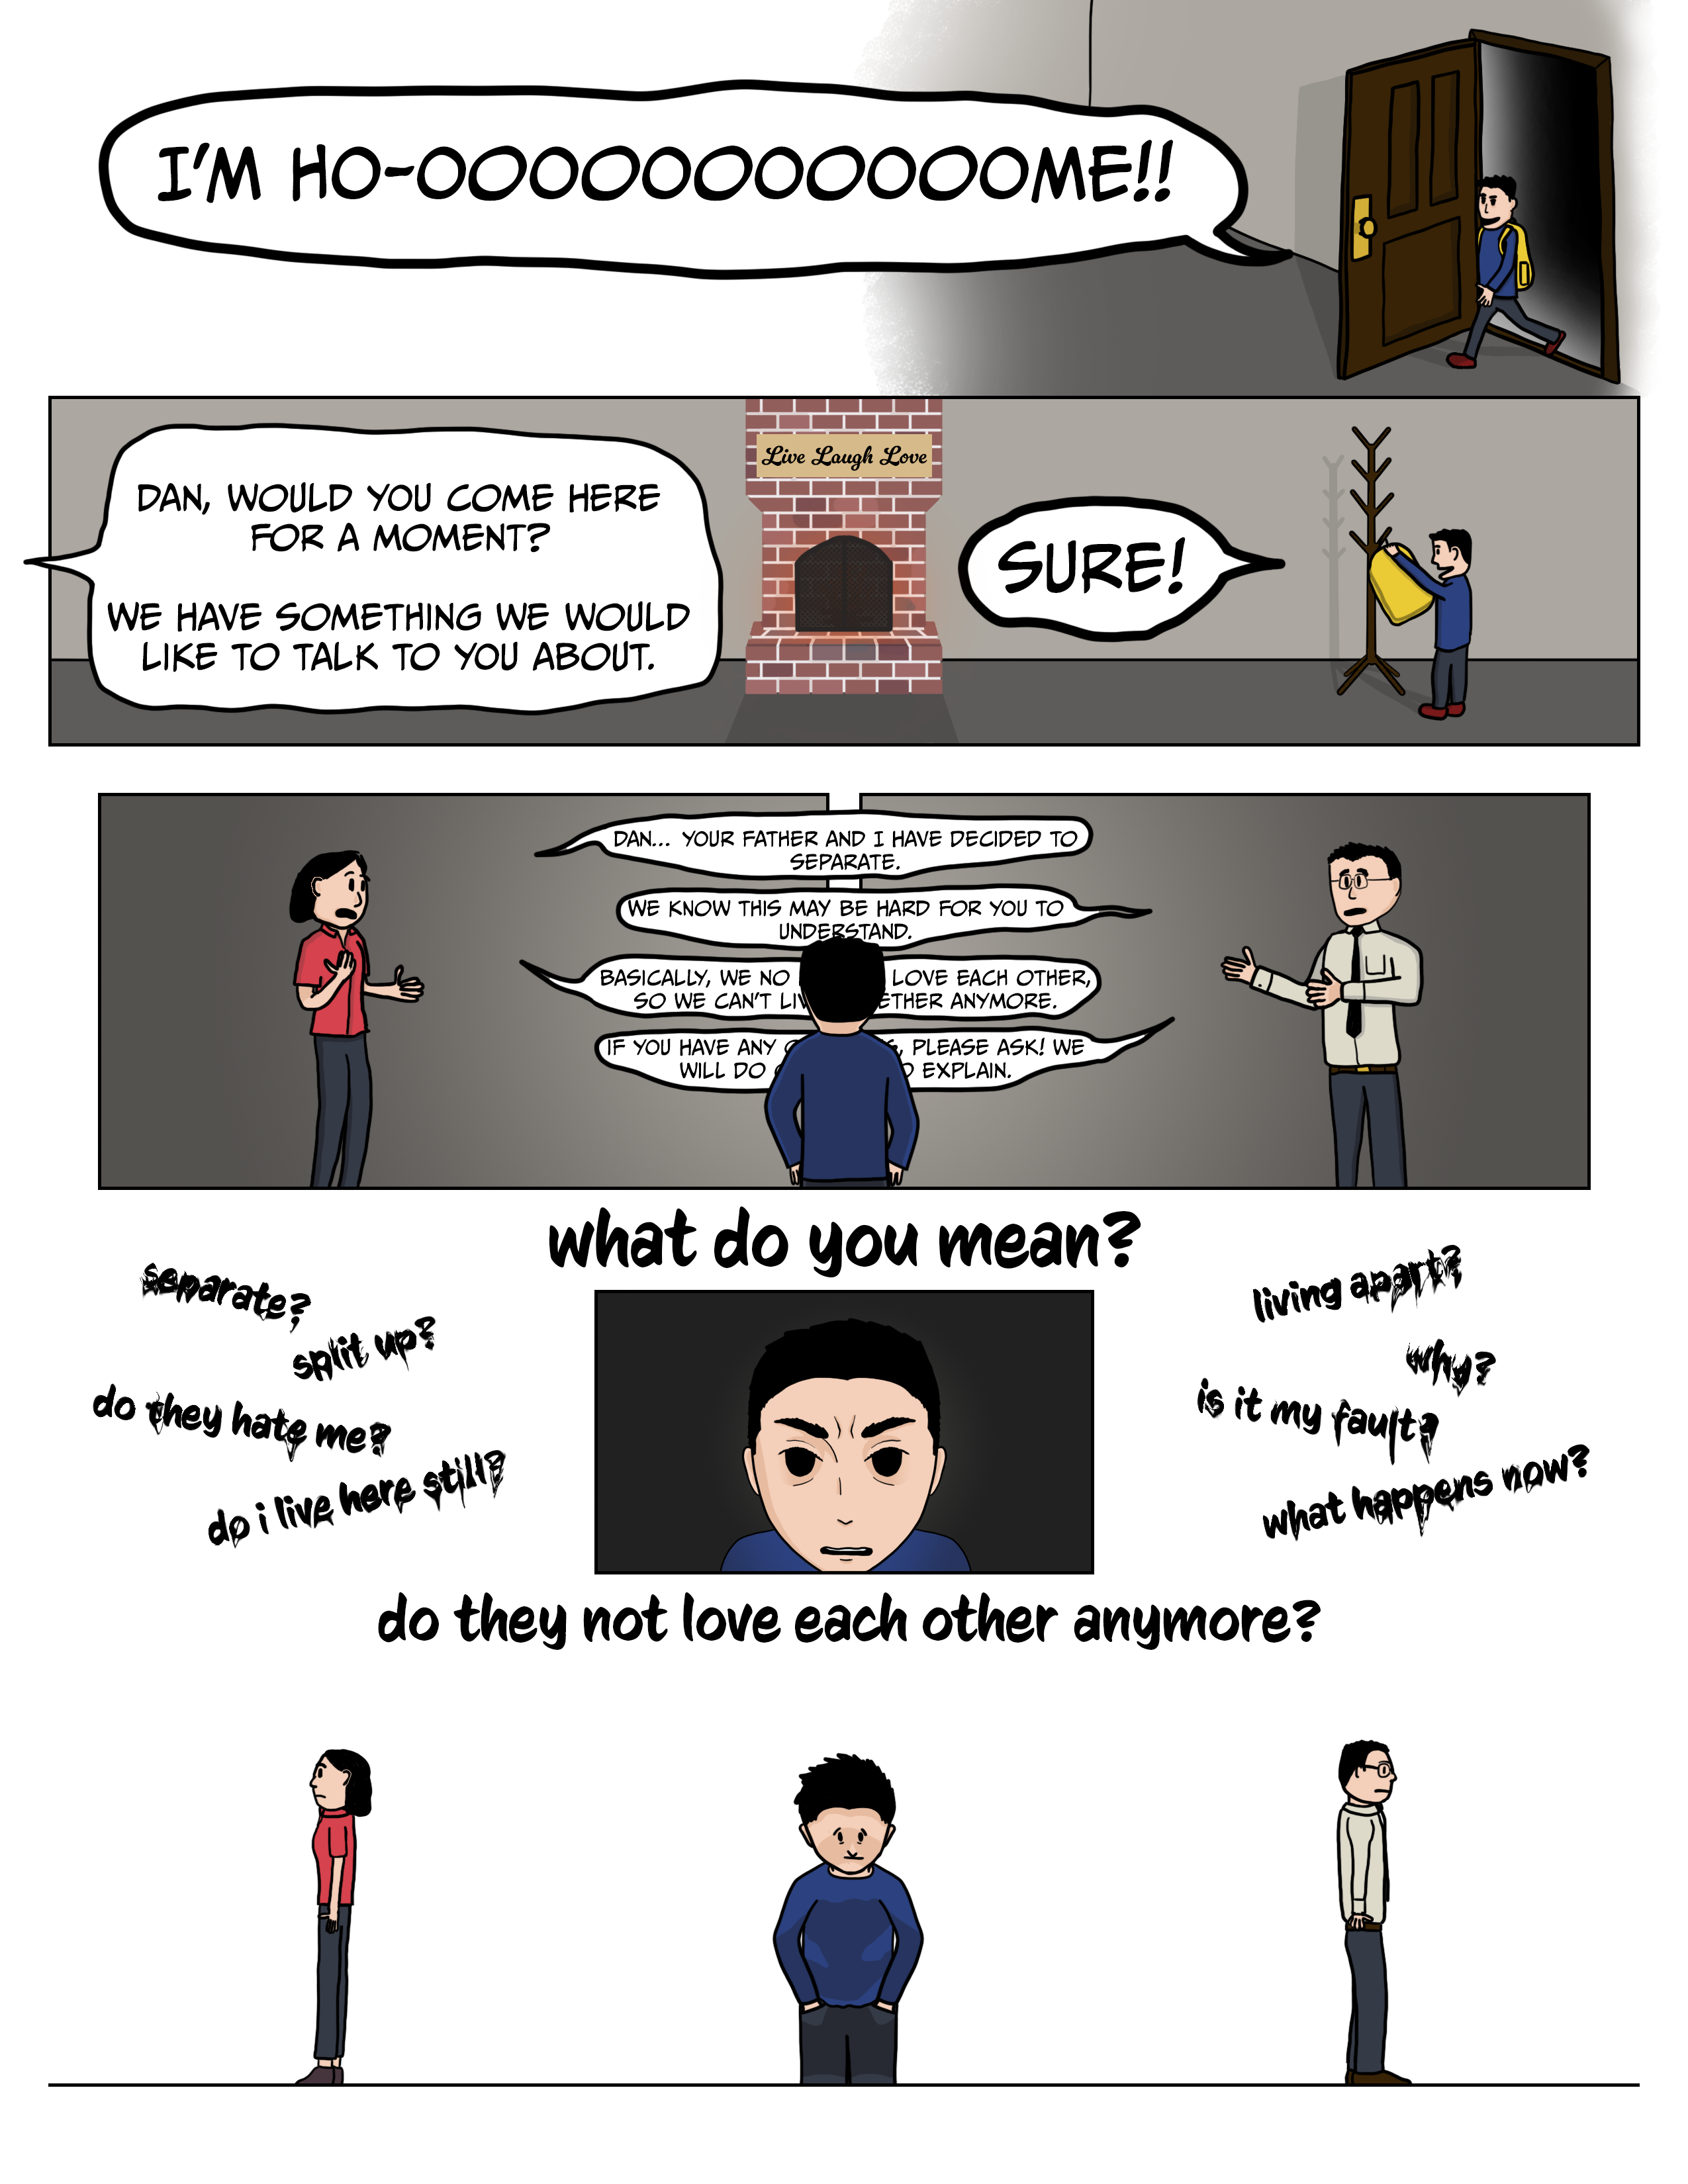 I'M HO-OOOOOOOOOOOOME!!
DAN, WOULD YOU COME HERE
FOR A MOMENT?
WE HAVE SOMETHING WE WOULD
LIKE TO TALK TO YOU ABOUT.
Live Laugh Love
SURE!
DAN... YOUR FATHER AND I HAVE DECIDED TO
SEPARATE.
WE KNOW THIS MAY BE HARD FOR YOU TO
UNDERSTAND.
BASICALLY, WE NO LOVE EACH OTHER,
SO WE CAN'T ANYMORE.
IF YOU HAVE ANY PLEASE ASK! WE
WILL DO EXPLAIN.
what do you mean?
separate?
split up?
do they hate me?
do i live here still?
living apart?
why?
is it my fault?
what happens now?
do they not love each other anymore?